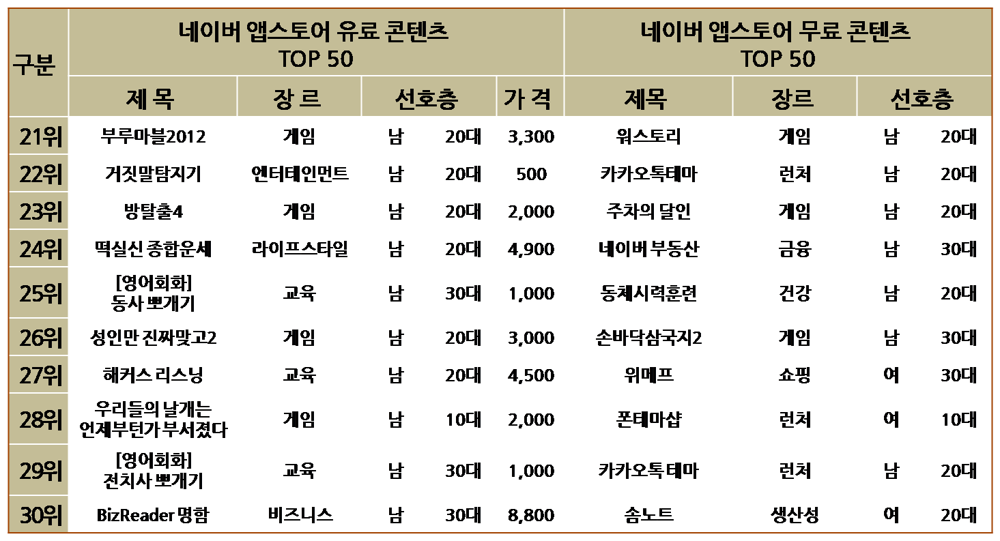 구분
네이버 앱스토어 유료 콘텐츠
TOP 50
네이버 앱스토어 무료 콘텐츠
TOP 50
제 목 장 르 선호층 가 격 제목 장르 선호층
21위 부루마블2012 게임 남 20대 3,300 워스토리 게임 남 20대
22위 거짓말탐지기 엔터테인먼트 남 20대 500 카카오톡테마 런처 남 20대
23위 방탈출4 게임 남 20대 2,000 주차의 달인 게임 남 20대
24위 떡실신 종합운세 라이프스타일 남 20대 4,900 네이버 부동산 금융 남 30대
25위 [영어회화]
동사 뽀개기 교육 남 30대 1,000 동체시력훈련 건강 남 20대
26위 성인만 진짜맞고2 게임 남 20대 3,000 손바닥삼국지2 게임 남 30대
27위 해커스 리스닝 교육 남 20대 4,500 위메프 쇼핑 여 30대
28위 우리들의 날개는
언제부턴가 부서졌다 게임 남 10대 2,000 폰테마샵 런처 여 10대
29위 [영어회화]
전치사 뽀개기 교육 남 30대 1,000 카카오톡 테마 런처 남 20대
30위 BizReader 명함 비즈니스 남 30대 8,800 솜노트 생산성 여 20대